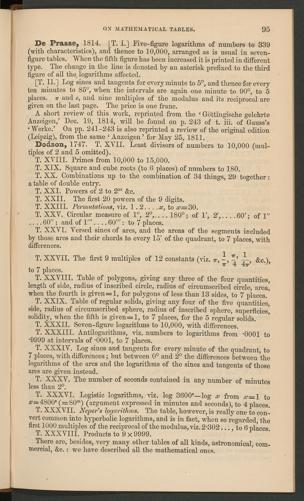 ON MATHEMATICAL TABLES. 95
De Prasse, 1814. [T. I.] Five-figure logarithms of numbers to 339
(with characteristics), and thence to 10,000, arranged as is usual in seven-
figure tables. When the fifth figure has been increased it is printed in different
type. The change in the line is denoted by an asterisk prefixed to the third
figure of all the logarithms affected.
[T. II.] Log sines and tangents for every minute to 5°, and thence for every
ten minutes to 85°, when the intervals are again one minute to 90°, to 5
places. π and e, and nine multiples of the modulus and its reciprocal are
given on the last page. The price is one franc.
A short review of this work, reprinted from the ‘Göttingische gelehrte
Anzeigen,’ Dec. 19, 1814, will be found on p. 243 of t. iii. of Gauss's
‘Werke.’ On pp. 241–243 is also reprinted a review of the original edition
(Leipzig), from the same ‘Anzeigen’ for May 25, 1811.
Dodson, 1747. T. XVII. Least divisors of numbers to 10,000 (mul-
tiples of 2 and 5 omitted).
T. XVIII. Primes from 10,000 to 15,000.
T. XIX. Square and cube roots (to 6 places) of numbers to 180.
T. XX. Combinations up to the combination of 34 things, 29 together:
a table of double entry.
T. XXI. Powers of 2 to 2
T. XXIII. The first 20 powers of the 9 digits.
T. XXIII. Permutations, viz. 1 . 2 . . . x, to x=30.
T. XXV. Circular measure of 1°, 2°, . . . . 180°; of 1′, 2′, . . . . 60′; of 1″
. . . . 60″; and of 1‴ . . . . 60‴: to 7 places.
T. XXVI. Versed sines of arcs, and the areas of the segments included
by those arcs and their chords to every 15′ of the quadrant, to 7 places, with
differences.
T. XXVII. The first 9 multiples of 12 constants (viz. π, 1/π, π/4, 1/4π, &c.),
to 7 places.
T. XXVIII. Table of polygons, giving any three of the four quantities,
length of side, radius of inscribed circle, radius of circumscribed circle, area,
when the fourth is given=1, for polygons of less than 13 sides, to 7 places.
T. XXIX. Table of regular solids, giving any four of the five quantities,
side, radius of circumscribed sphere, radius of inscribed sphere, superficies,
solidity, when the fifth is given=1, to 7 places, for the 5 regular solids.
T. XXXII. Seven-figure logarithms to 10,000, with differences.
T. XXXIII. Antilogarithms, viz. numbers to logarithms from ·0001 to
·9999 at intervals of ·0001, to 7 places.
T. XXXIV. Log sines and tangents for every minute of the quadrant, to
7 places, with differences; but between 0° and 2° the differences between the
logarithms of the arcs and the logarithms of the sines and tangents of those
arcs are given instead.
T. XXXV. The number of seconds contained in any number of minutes
less than 2°.
T. XXXVI. Logistic logarithms, viz. log 3600″—log x from x=1 to
x=4800″ (=80m) (argument expressed in minutes and seconds), to 4 places.
T. XXXVII. Neper's logarithms. The table, however, is really one to con-
vert common into hyperbolic logarithms, and is in fact, when so regarded, the
first 1000 multiples of the reciprocal of the modulus, viz. 2·302 . . . , to 6 places.
T. XXXVIII. Products to 9 × 9999.
There are, besides, very many other tables of all kinds, astronomical, com-
mercial, &c. : we have described all the mathematical ones.